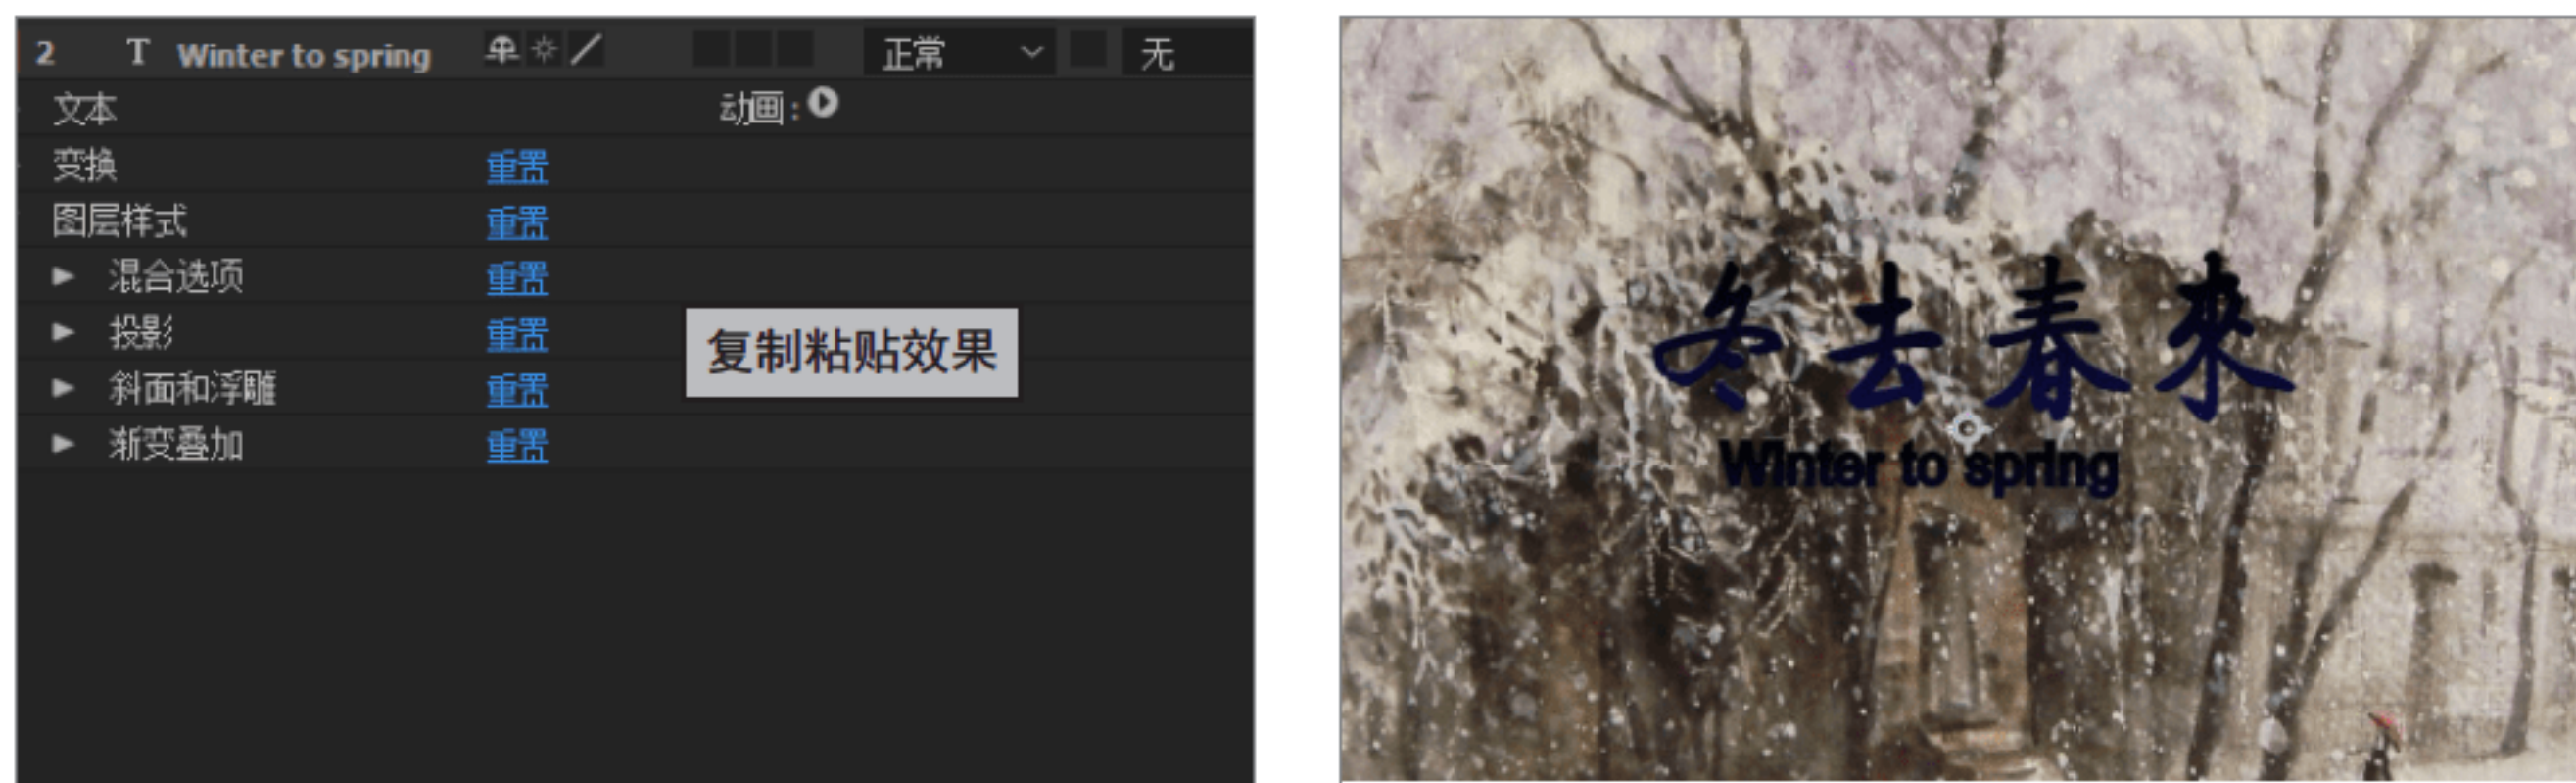 2 T Winter to spring 正常 无
文本 动画：
变换 重置
图层样式 重置
混合选项 重置
投影 重置
斜面和浮雕 重置
渐变叠加 重置
复制粘贴效果
冬去春來
Winter to spring